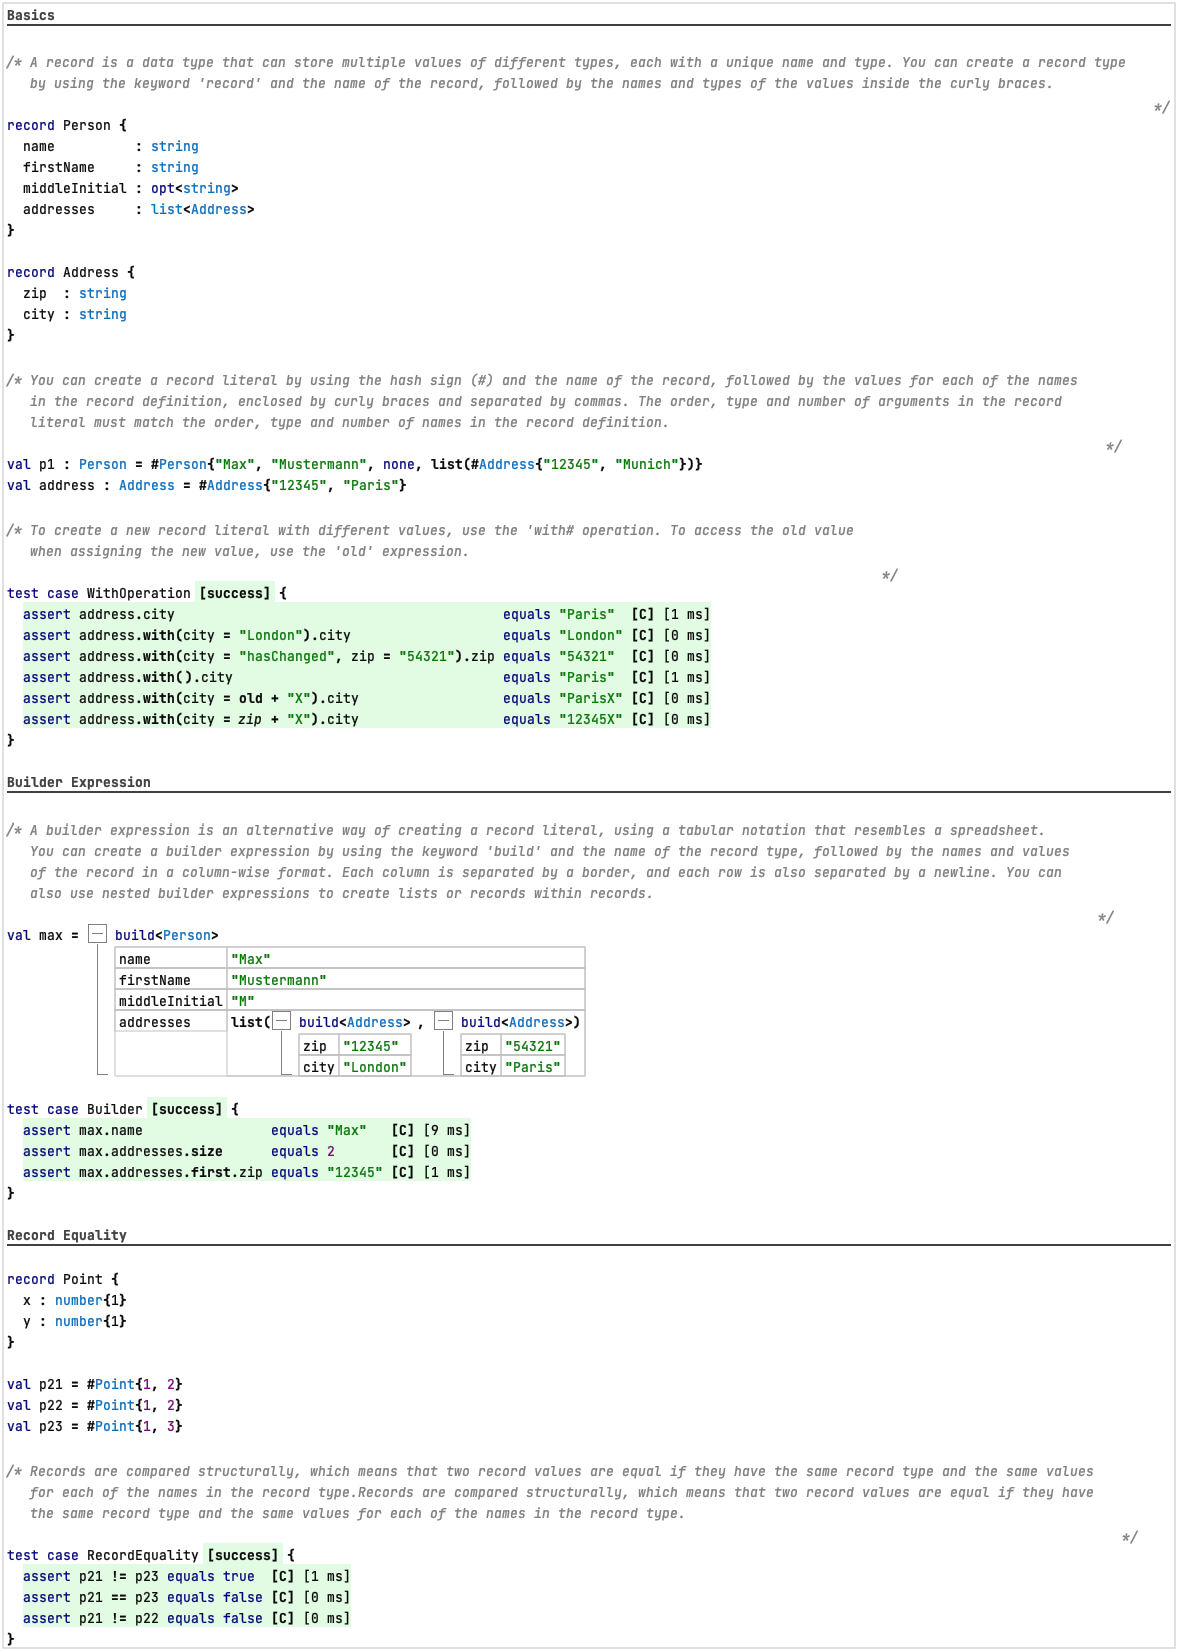 Basics
/* A record is a data type that can store multiple values of different types, each with a unique name and type. You can create a record type
by using the keyword 'record' and the name of the record, followed by the names and types of the values inside the curly braces.
*/
record Person {
name : string
firstName : string
middleInitial : opt<string>
addresses : list<Address>
}
record Address {
zip : string
city : string
}
/* You can create a record literal by using the hash sign (#) and the name of the record, followed by the values for each of the names
in the record definition, enclosed by curly braces and separated by commas. The order, type and number of arguments in the record
literal must match the order, type and number of names in the record definition.
*/
val p1 : Person = #Person{"Max", "Mustermann", none, list(#Address{"12345", "Munich"})}
val address : Address = #Address{"12345", "Paris"}
/* To create a new record literal with different values, use the 'with# operation. To access the old value
when assigning the new value, use the 'old' expression.
*/
test case WithOperation [success] {
assert address.city equals "Paris" [C] [1 ms]
assert address.with(city = "London").city equals "London" [C] [0 ms]
assert address.with(city = "hasChanged", zip = "54321").zip equals "54321" [C] [0 ms]
assert address.with().city equals "Paris" [C] [1 ms]
assert address.with(city = old + "X").city equals "ParisX" [C] [0 ms]
assert address.with(city = zip + "X").city equals "12345X" [C] [0 ms]
}
Builder Expression
/* A builder expression is an alternative way of creating a record literal, using a tabular notation that resembles a spreadsheet.
You can create a builder expression by using the keyword 'build' and the name of the record type, followed by the names and values
of the record in a column-wise format. Each column is separated by a border, and each row is also separated by a newline. You can
also use nested builder expressions to create lists or records within records.
*/
val max = build<Person>
name "Max"
firstName "Mustermann"
middleInitial "M"
addresses list( build<Address> , build<Address>)
zip "12345" zip "54321"
city "London" city "Paris"
test case Builder [success] {
assert max.name equals "Max" [C] [9 ms]
assert max.addresses.size equals 2 [C] [0 ms]
assert max.addresses.first.zip equals "12345" [C] [1 ms]
}
Record Equality
record Point {
x : number{1}
y : number{1}
}
val p21 = #Point{1, 2}
val p22 = #Point{1, 2}
val p23 = #Point{1, 3}
/* Records are compared structurally, which means that two record values are equal if they have the same record type and the same values
for each of the names in the record type.Records are compared structurally, which means that two record values are equal if they have
the same record type and the same values for each of the names in the record type.
*/
test case RecordEquality [success] {
assert p21 != p23 equals true [C] [1 ms]
assert p21 == p23 equals false [C] [0 ms]
assert p21 != p22 equals false [C] [0 ms]
}